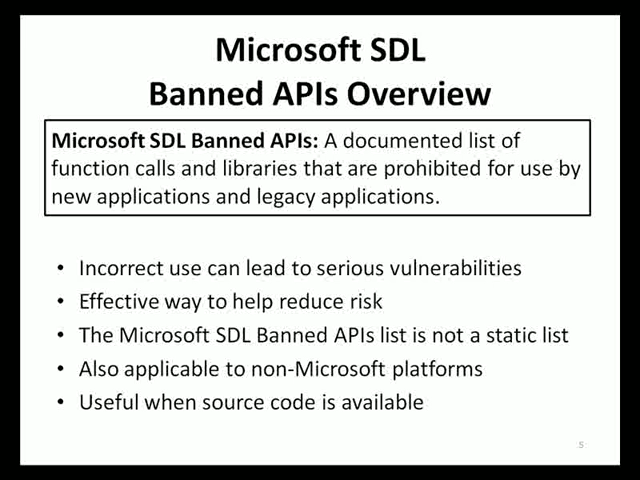 Microsoft SDL
Banned APIs Overview
Microsoft SDL Banned APIs: A documented list of
function calls and libraries that are prohibited for use by
new applications and legacy applications.
• Incorrect use can lead to serious vulnerabilities
• Effective way to help reduce risk
• The Microsoft SDL Banned APIs list is not a static list
• Also applicable to non-Microsoft platforms
• Useful when source code is available